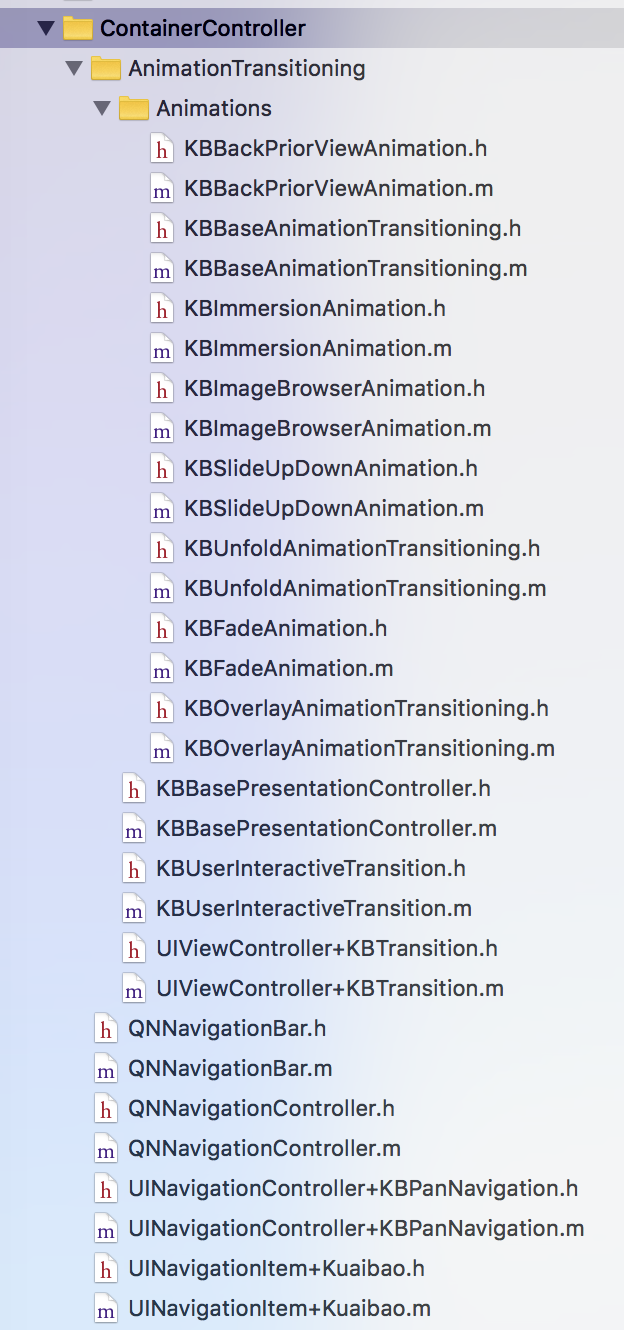 ContainerController
AnimationTransitioning
Animations
h KBBackPriorViewAnimation.h
m KBBackPriorViewAnimation.m
h KBBaseAnimationTransitioning.h
m KBBaseAnimationTransitioning.m
h KBImmersionAnimation.h
m KBImmersionAnimation.m
h KBImageBrowserAnimation.h
m KBImageBrowserAnimation.m
h KBSlideUpDownAnimation.h
m KBSlideUpDownAnimation.m
h KBUnfoldAnimationTransitioning.h
m KBUnfoldAnimationTransitioning.m
h KBFadeAnimation.h
m KBFadeAnimation.m
h KBOverlayAnimationTransitioning.h
m KBOverlayAnimationTransitioning.m
h KBBasePresentationController.h
m KBBasePresentationController.m
h KBUserInteractiveTransition.h
m KBUserInteractiveTransition.m
h UIViewController+KBTransition.h
m UIViewController+KBTransition.m
h QNNavigationBar.h
m QNNavigationBar.m
h QNNavigationController.h
m QNNavigationController.m
h UINavigationController+KBPanNavigation.h
m UINavigationController+KBPanNavigation.m
h UINavigationItem+Kuaibao.h
m UINavigationItem+Kuaibao.m